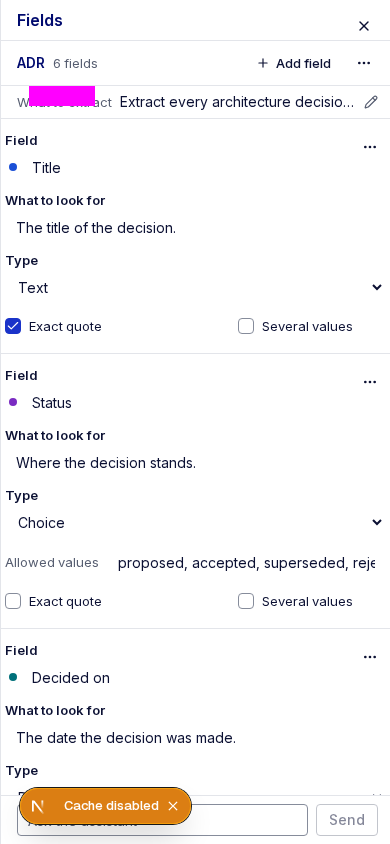 Fields
ADR 6 fields Add field
extract Extract every architecture decisio...
Field
Title
What to look for
The title of the decision.
Type
Text
Exact quote Several values
Field
Status
What to look for
Where the decision stands.
Type
Choice
Allowed values proposed, accepted, superseded, reje
Exact quote Several values
Field
Decided on
What to look for
The date the decision was made.
Type
Cache disabled
Send